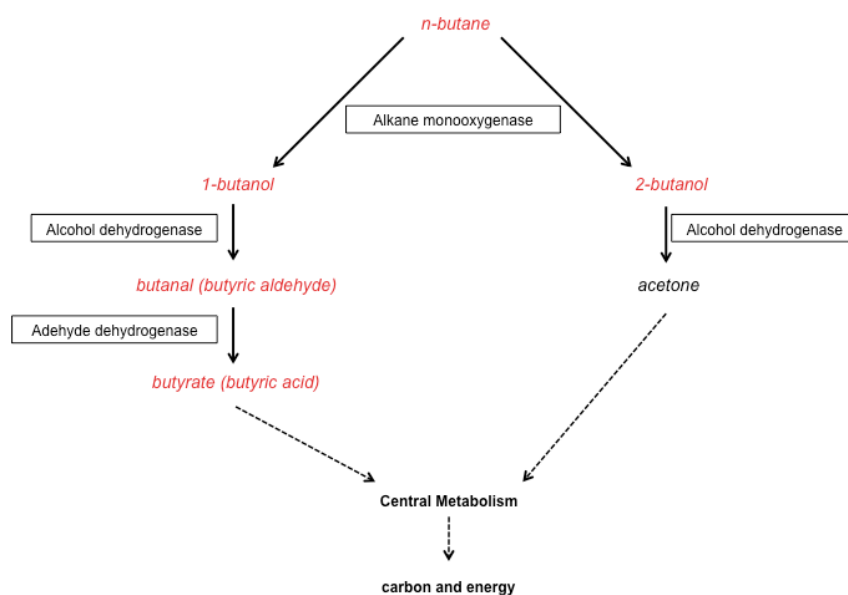 n-butane
Alkane monooxygenase
1-butanol
2-butanol
Alcohol dehydrogenase
Alcohol dehydrogenase
butanal (butyric aldehyde)
acetone
Adehyde dehydrogenase
butyrate (butyric acid)
Central Metabolism
carbon and energy